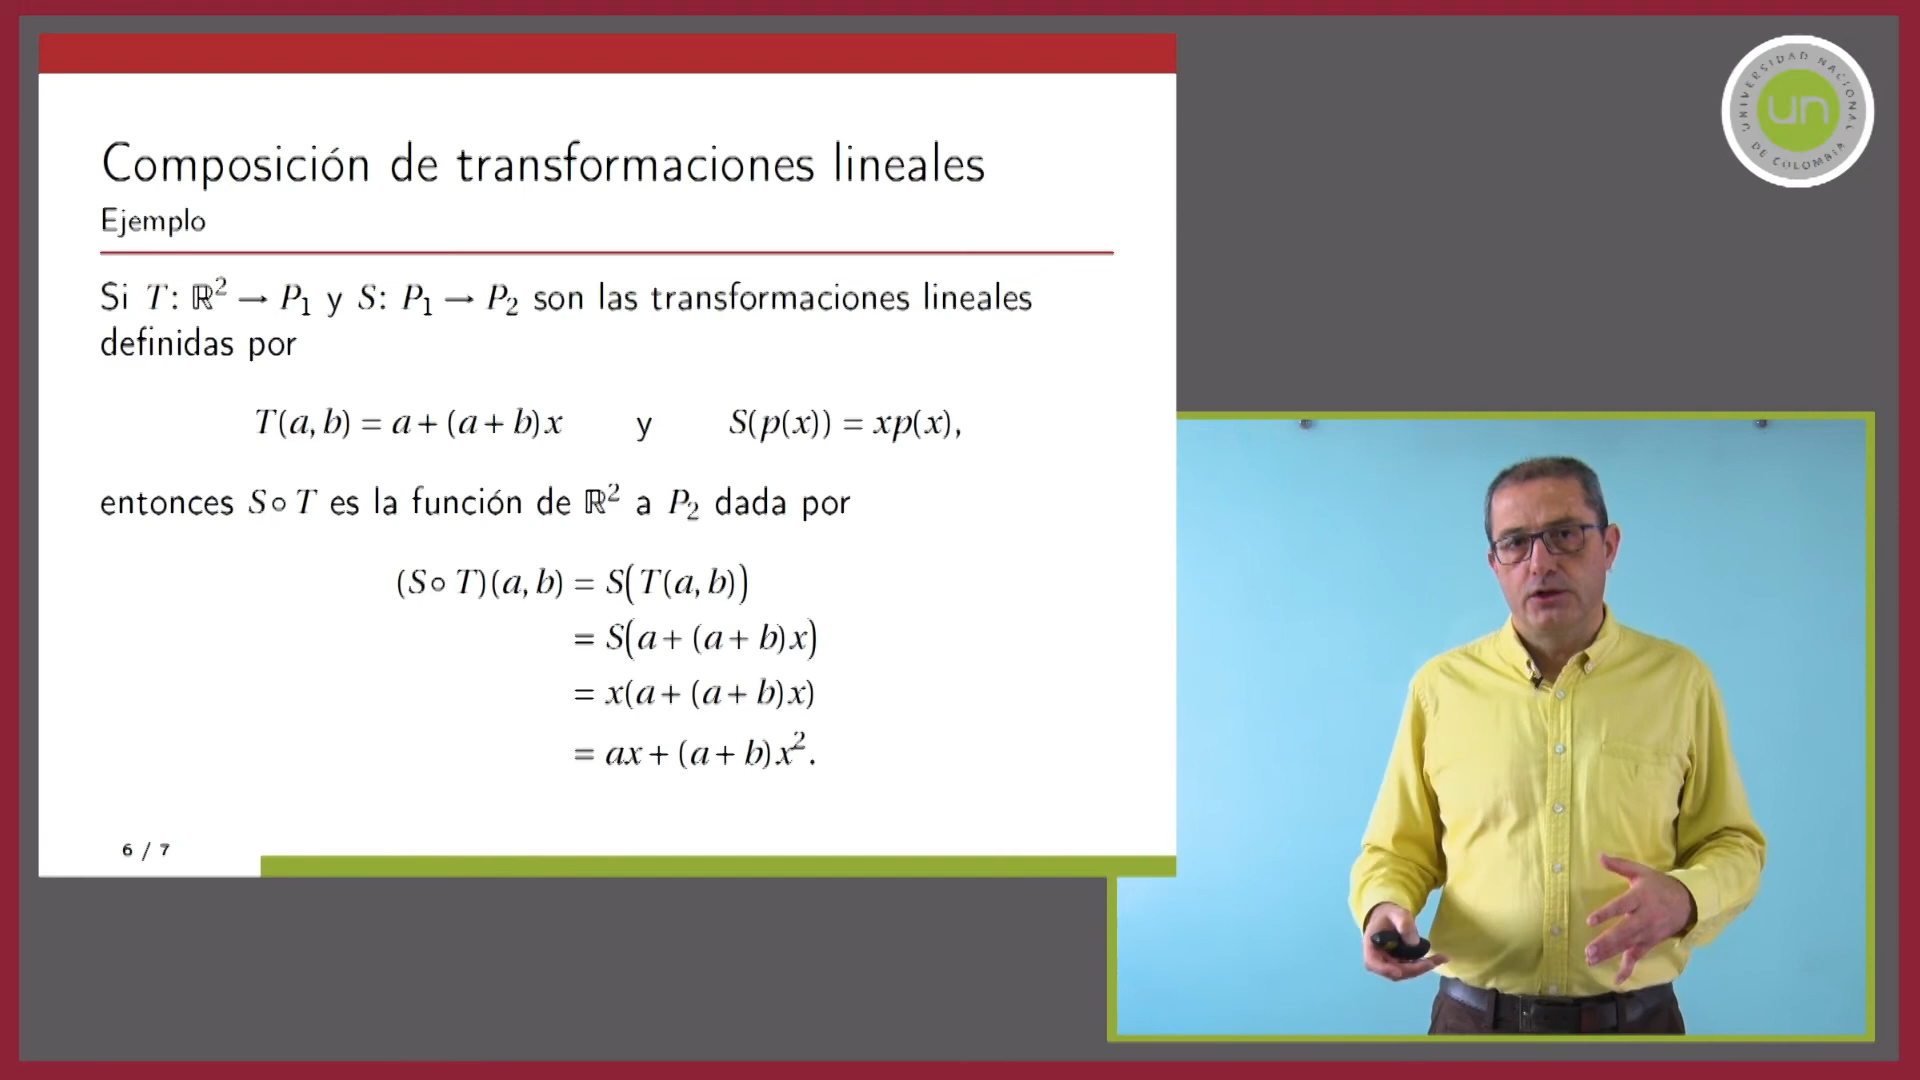 Composición de transformaciones lineales
Ejemplo
Si T: ℝ² → P₁ y S: P₁ → P₂ son las transformaciones lineales
definidas por
T(a, b) = a + (a + b)x y S(p(x)) = xp(x),
entonces S∘T es la función de ℝ² a P₂ dada por
(S∘T)(a, b) = S(T(a, b))
= S(a + (a + b)x)
= x(a + (a + b)x)
= ax + (a + b)x².
6 / 7
UNIVERSIDAD NACIONAL
DE COLOMBIA
un